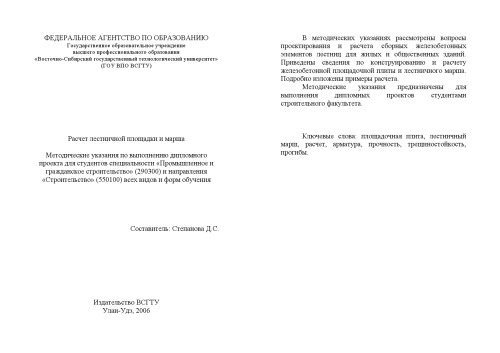 ФЕДЕРАЛЬНОЕ АГЕНТСТВО ПО ОБРАЗОВАНИЮ
Государственное образовательное учреждение
высшего профессионального образования
«Восточно-Сибирский государственный технологический университет»
(ГОУ ВПО ВСГТУ)
Расчет лестничной площадки и марша
Методические указания по выполнению дипломного
проекта для студентов специальности «Промышленное и
гражданское строительство» (290300) и направления
«Строительство» (550100) всех видов и форм обучения
Составитель: Степанова Д.С.
Издательство ВСГТУ
Улан-Удэ, 2006
В методических указаниях рассмотрены вопросы
проектирования и расчета сборных железобетонных
элементов лестниц для жилых и общественных зданий.
Приведены сведения по конструированию и расчету
железобетонной площадочной плиты и лестничного марша.
Подробно изложены примеры расчета.
Методические указания предназначены для
выполнения дипломных проектов студентами
строительного факультета.
Ключевые слова: площадочная плита, лестничный
марш, расчет, арматура, прочность, трещиностойкость,
прогибы.